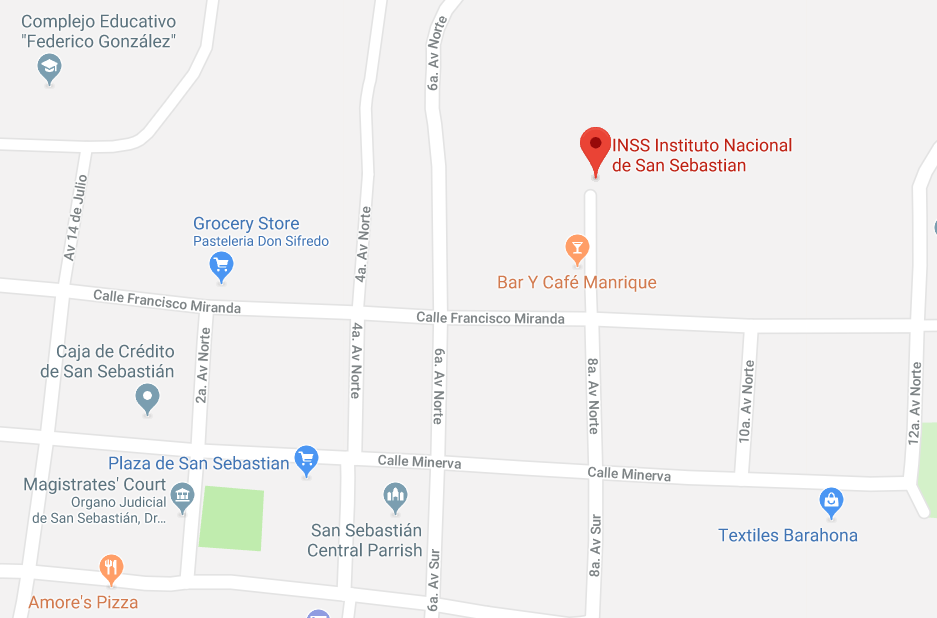 Complejo Educativo
"Federico González"
6a. Av Norte
INSS Instituto Nacional
de San Sebastian
Av 14 de Julio
Grocery Store
Pasteleria Don Sifredo
4a. Av Norte
Bar Y Café Manrique
Calle Francisco Miranda
Calle Francisco Miranda
Caja de Crédito
de San Sebastián
2a. Av Norte
4a. Av Norte
6a. Av Norte
8a. Av Norte
10a. Av Norte
12a. Av Norte
Plaza de San Sebastian
Calle Minerva
Calle Minerva
Magistrates' Court
Organo Judicial
de San Sebastián, Dr...
San Sebastián
Central Parrish
Textiles Barahona
8a. Av Sur
6a. Av Sur
Amore's Pizza